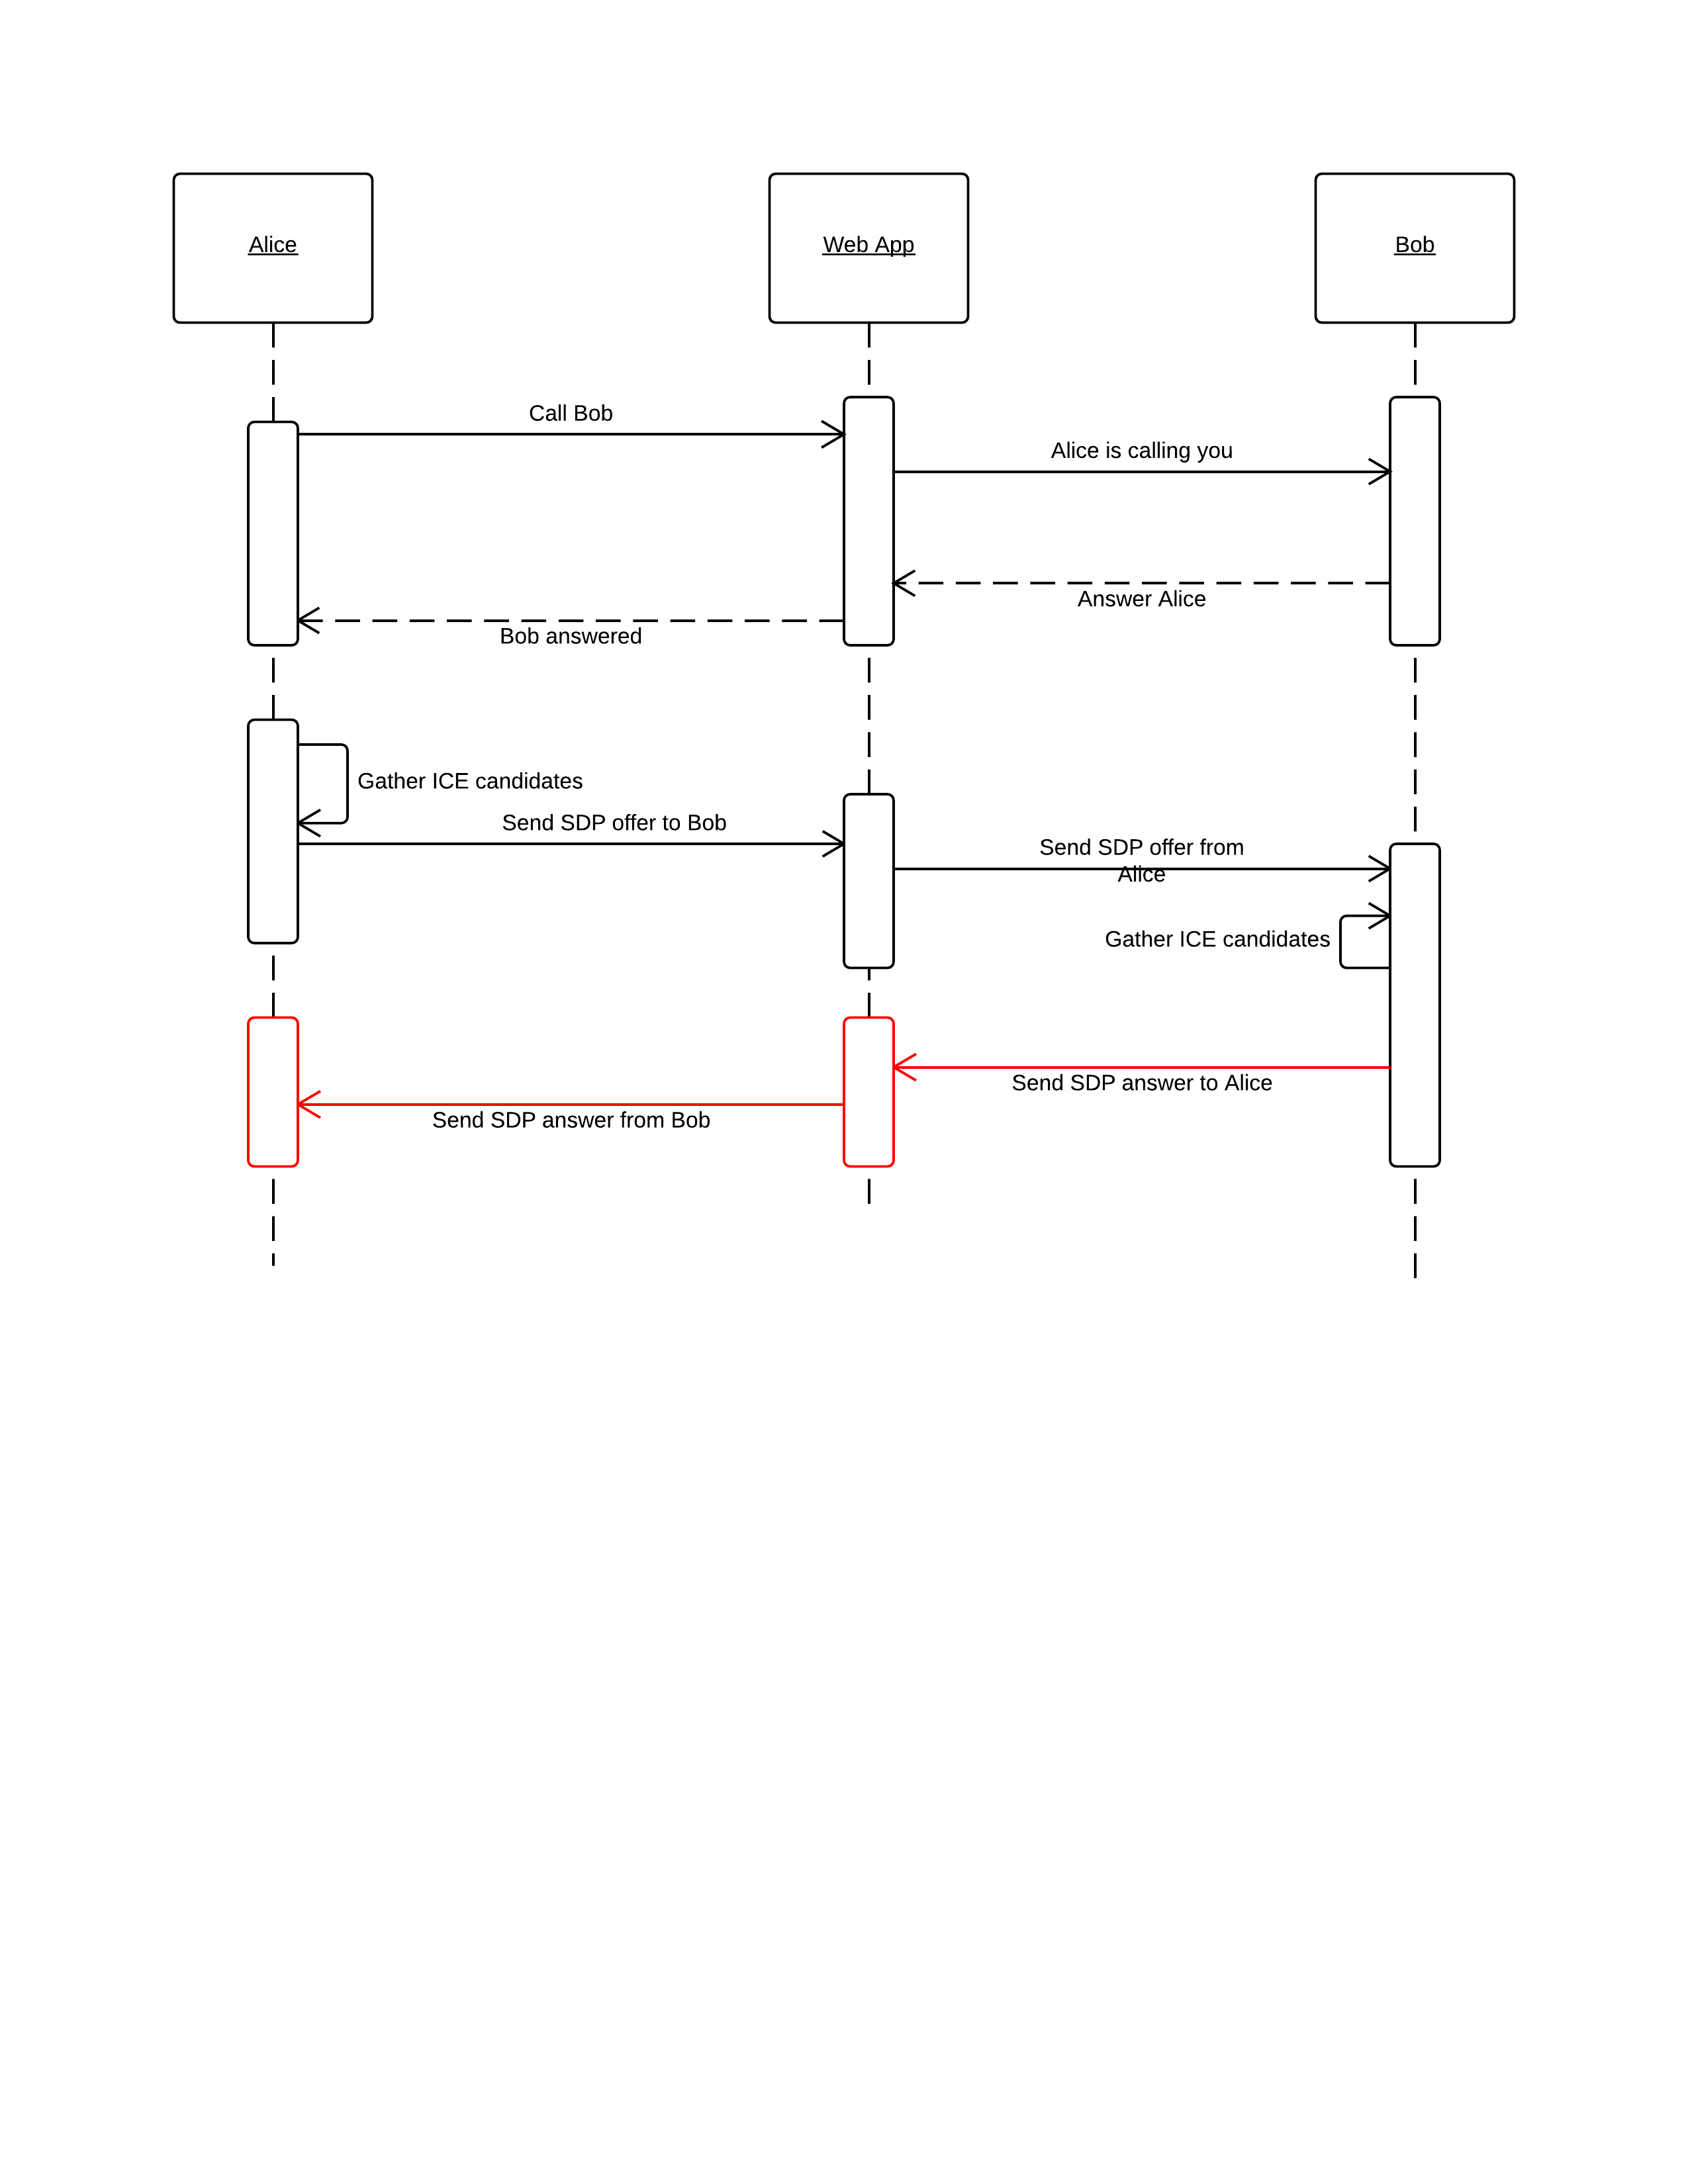 Alice
Web App
Bob
Call Bob
Alice is calling you
Answer Alice
Bob answered
Gather ICE candidates
Send SDP offer to Bob
Send SDP offer from
Alice
Gather ICE candidates
Send SDP answer to Alice
Send SDP answer from Bob